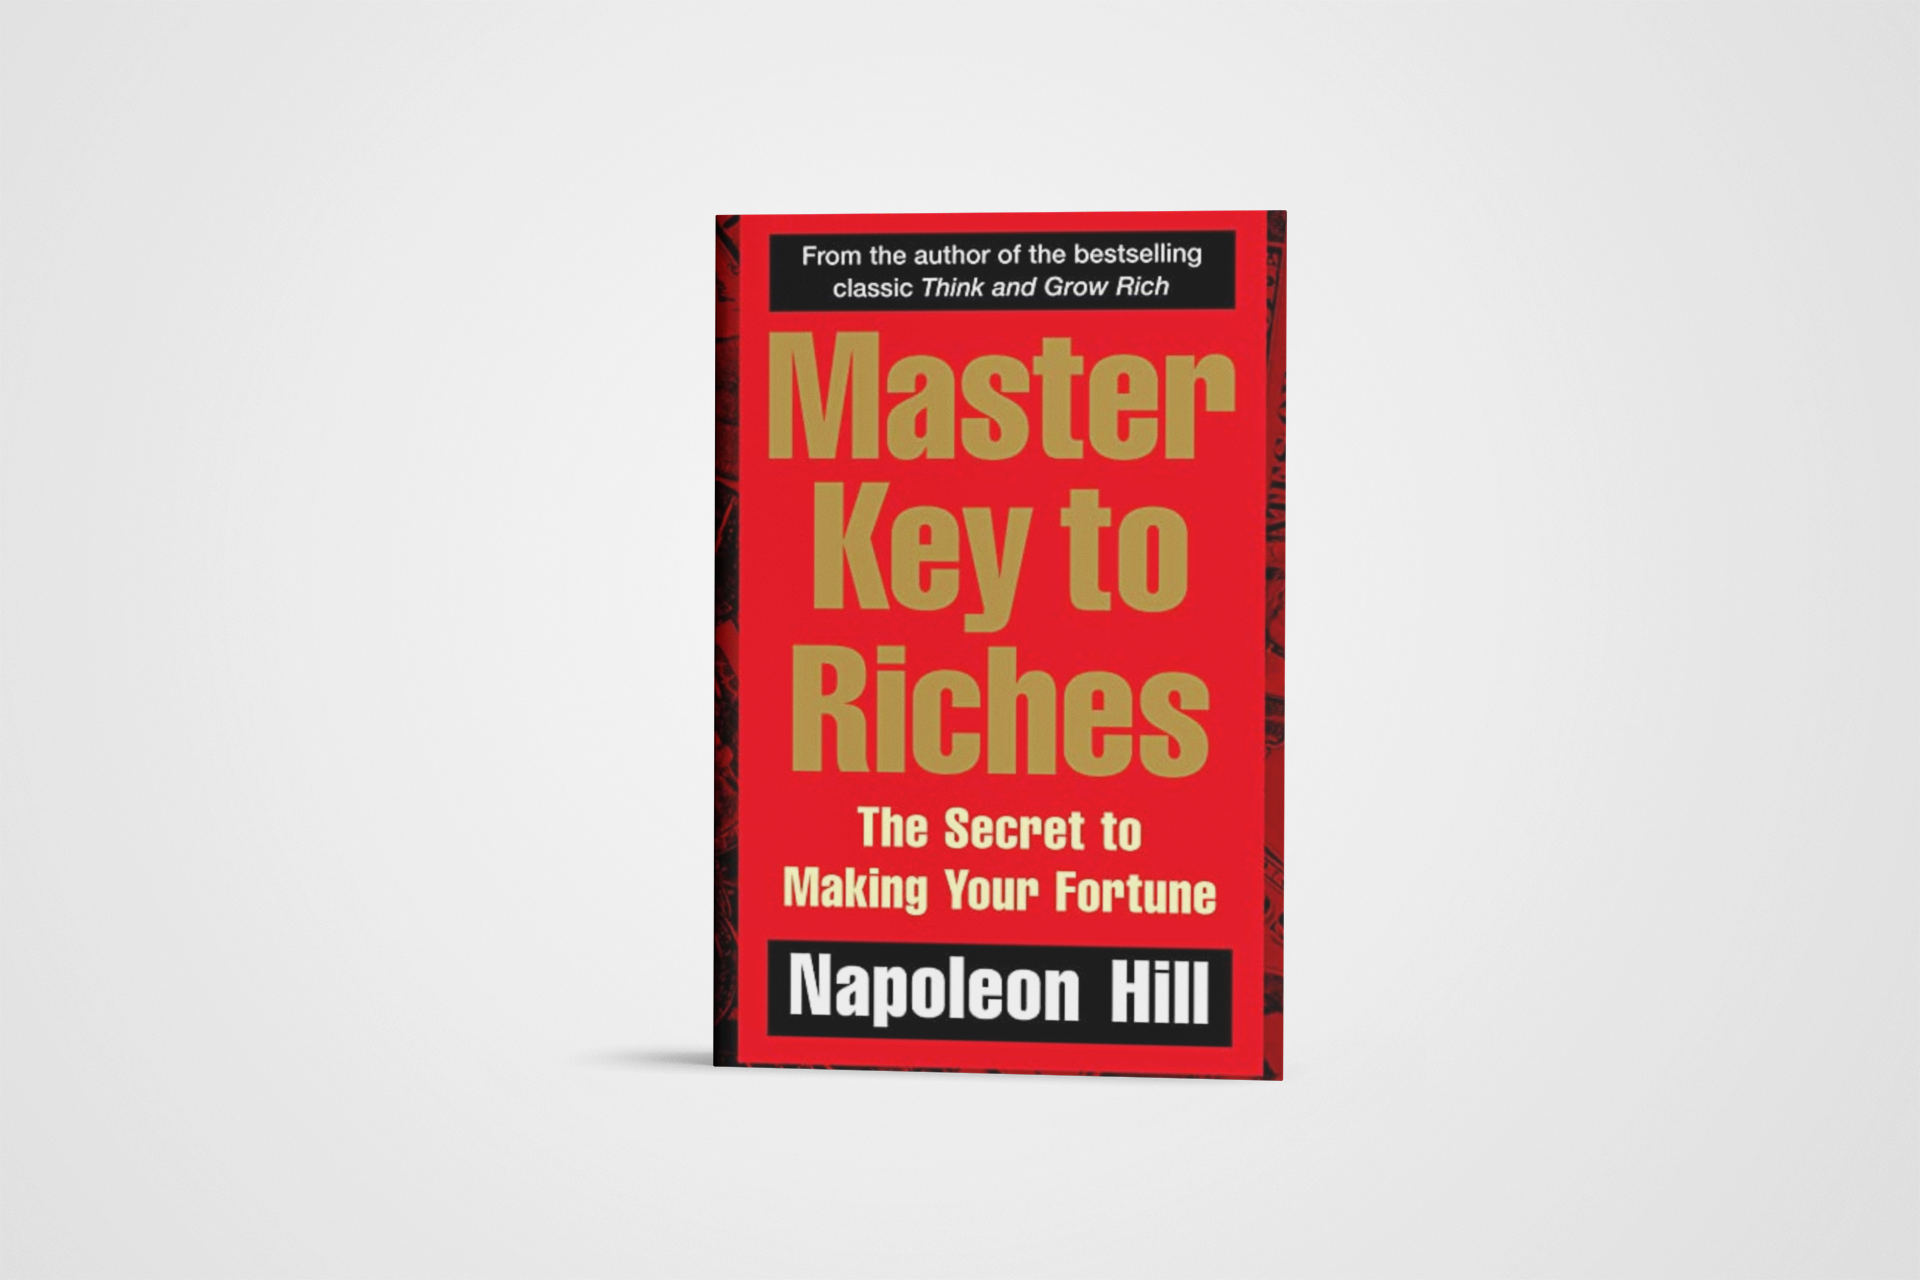 From the author of the bestselling
classic Think and Grow Rich
Master
Key to
Riches
The Secret to
Making Your Fortune
Napoleon Hill